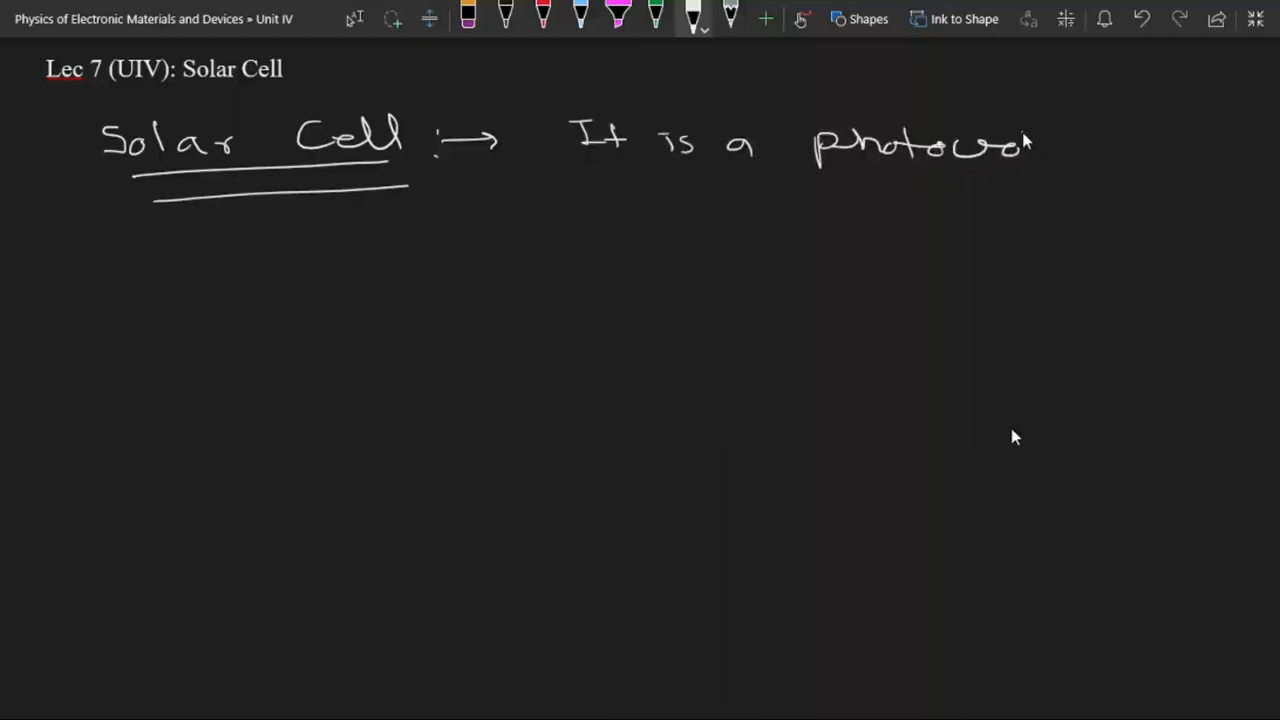 Physics of Electronic Materials and Devices » Unit IV
Shapes
Ink to Shape
Lec 7 (UIV): Solar Cell
Solar Cell :→ It is a photovo